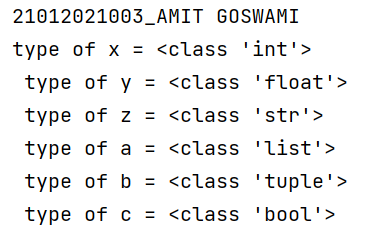 21012021003_AMIT GOSWAMI
type of x = <class 'int'>
 type of y = <class 'float'>
 type of z = <class 'str'>
 type of a = <class 'list'>
 type of b = <class 'tuple'>
 type of c = <class 'bool'>